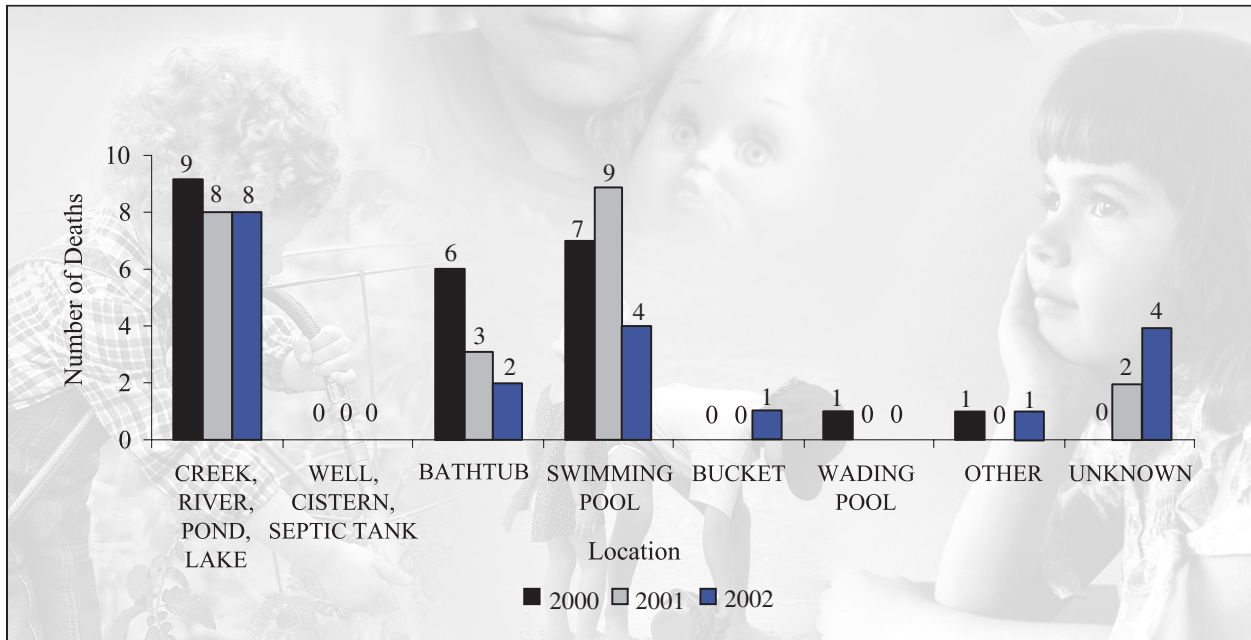 10
8
6
4
2
0
Number of Deaths
9
8
8
0
0
0
6
3
2
7
9
4
0
0
1
1
0
0
1
0
1
0
2
4
CREEK,
RIVER,
POND,
LAKE
WELL,
CISTERN,
SEPTIC TANK
BATHTUB
SWIMMING
POOL
BUCKET
WADING
POOL
OTHER
UNKNOWN
Location
2000 2001 2002